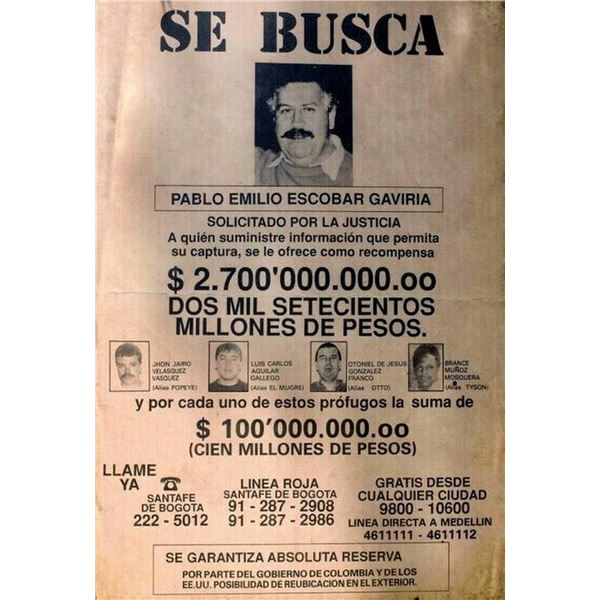 SE BUSCA
PABLO EMILIO ESCOBAR GAVIRIA
SOLICITADO POR LA JUSTICIA
A quién suministre información que permita
su captura, se le ofrece como recompensa
$ 2.700'000.000.oo
DOS MIL SETECIENTOS
MILLONES DE PESOS.
JHON JAIRO
VELASQUEZ
VASQUEZ
(Alias POPEYE)
LUIS CARLOS
AGUILAR
GALLEGO
(Alias EL MUGRE)
OTONIEL DE JESUS
GONZALEZ
FRANCO
(Alias OTTO)
BRANCE
MUÑOZ
MOSQUERA
(Alias TYSON)
y por cada uno de estos prófugos la suma de
$ 100'000.000.oo
(CIEN MILLONES DE PESOS)
LLAME
YA
SANTAFE
DE BOGOTA
222 - 5012
LINEA ROJA
SANTAFE DE BOGOTA
91 - 287 - 2908
91 - 287 - 2986
GRATIS DESDE
CUALQUIER CIUDAD
9800 - 10600
LINEA DIRECTA A MEDELLIN
4611111 - 4611112
SE GARANTIZA ABSOLUTA RESERVA
POR PARTE DEL GOBIERNO DE COLOMBIA Y DE LOS
EE.UU. POSIBILIDAD DE REUBICACION EN EL EXTERIOR.